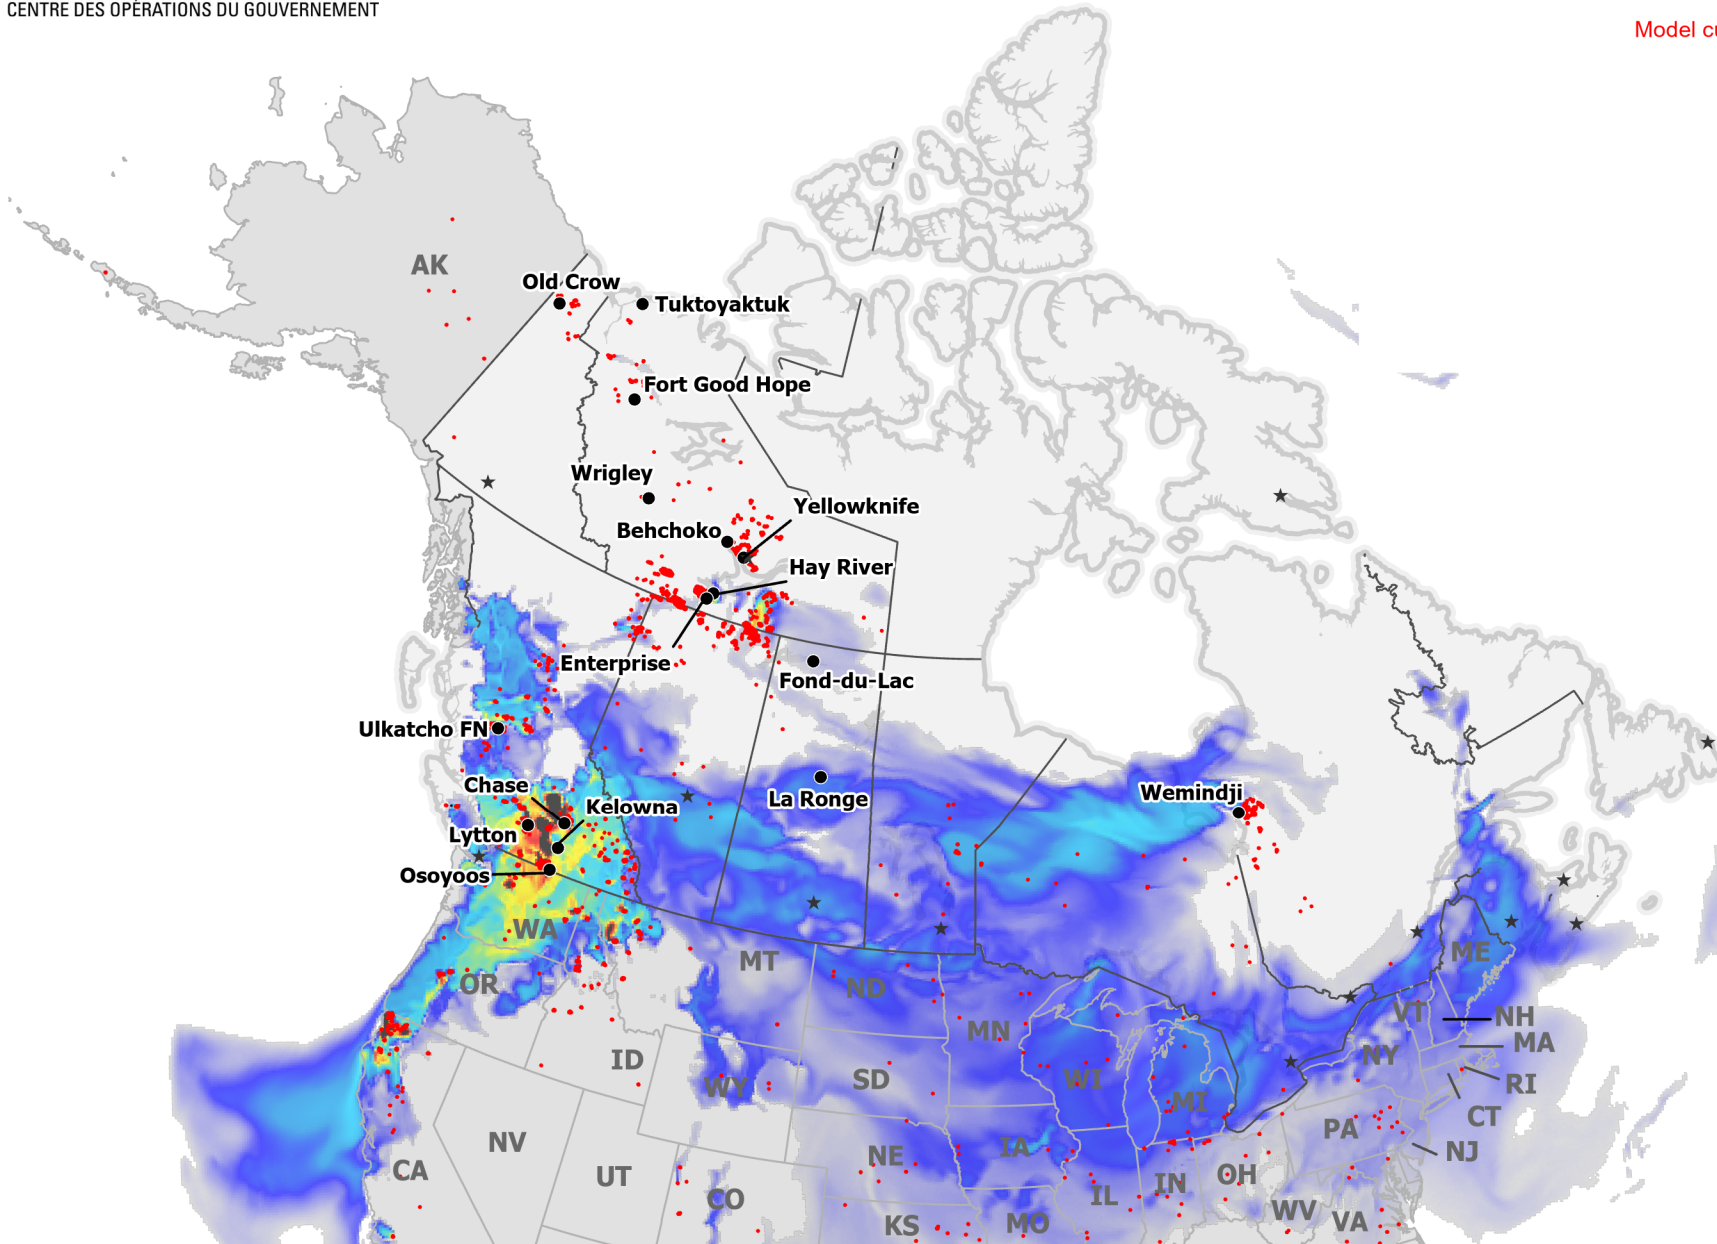 CENTRE DES OPÉRATIONS DU GOUVERNEMENT
Model cu
AK
Old Crow
Tuktoyaktuk
Fort Good Hope
Wrigley
Yellowknife
Behchoko
Hay River
Enterprise
Fond-du-Lac
Ulkatcho FN
Chase
Kelowna
La Ronge
Wemindji
Lytton
Osoyoos
WA
MT
ME
OR
ND
VT
NH
MN
MA
NY
ID
WY
SD
WI
MI
RI
CT
NV
CA
UT
NE
IA
PA
NJ
CO
IL
IN
OH
KS
MO
WV
VA